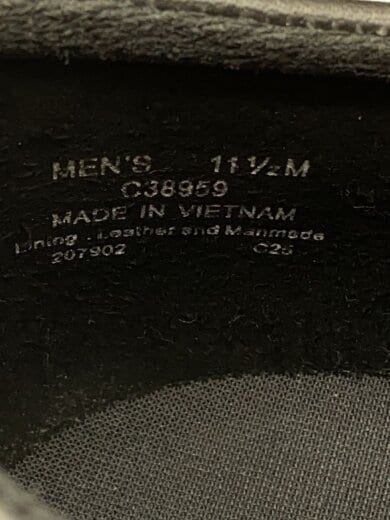 MEN'S 11½M
C38959
MADE IN VIETNAM
Lining : Leather and Manmade
207902 C25